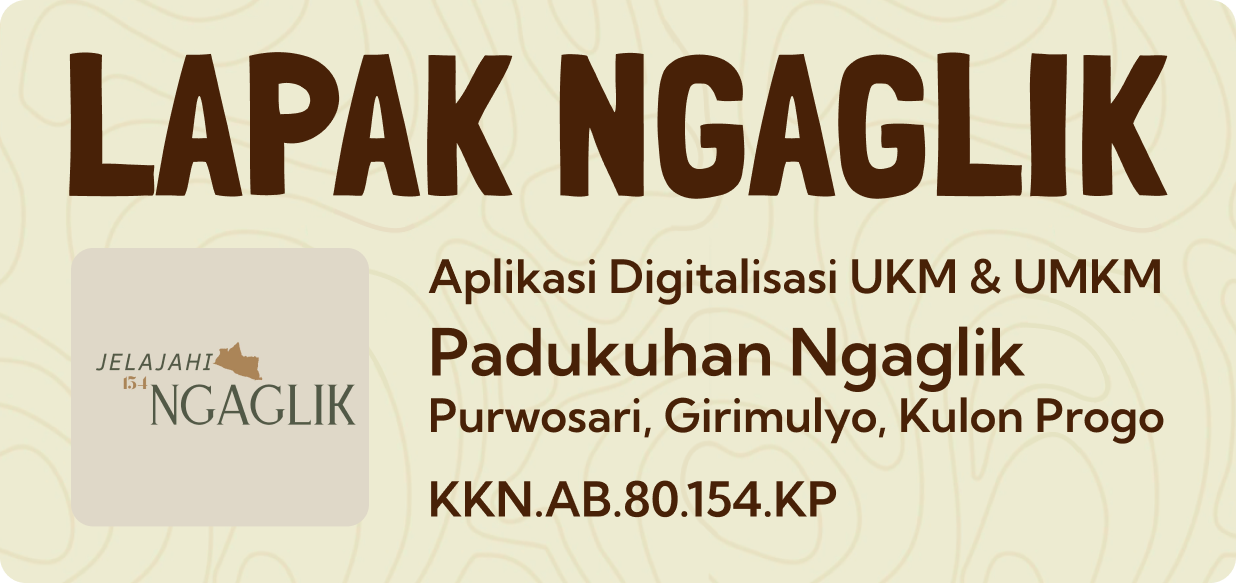 LAPAK NGAGLIK
JELAJAHI
154
NGAGLIK
Aplikasi Digitalisasi UKM & UMKM
Padukuhan Ngaglik
Purwosari, Girimulyo, Kulon Progo
KKN.AB.80.154.KP